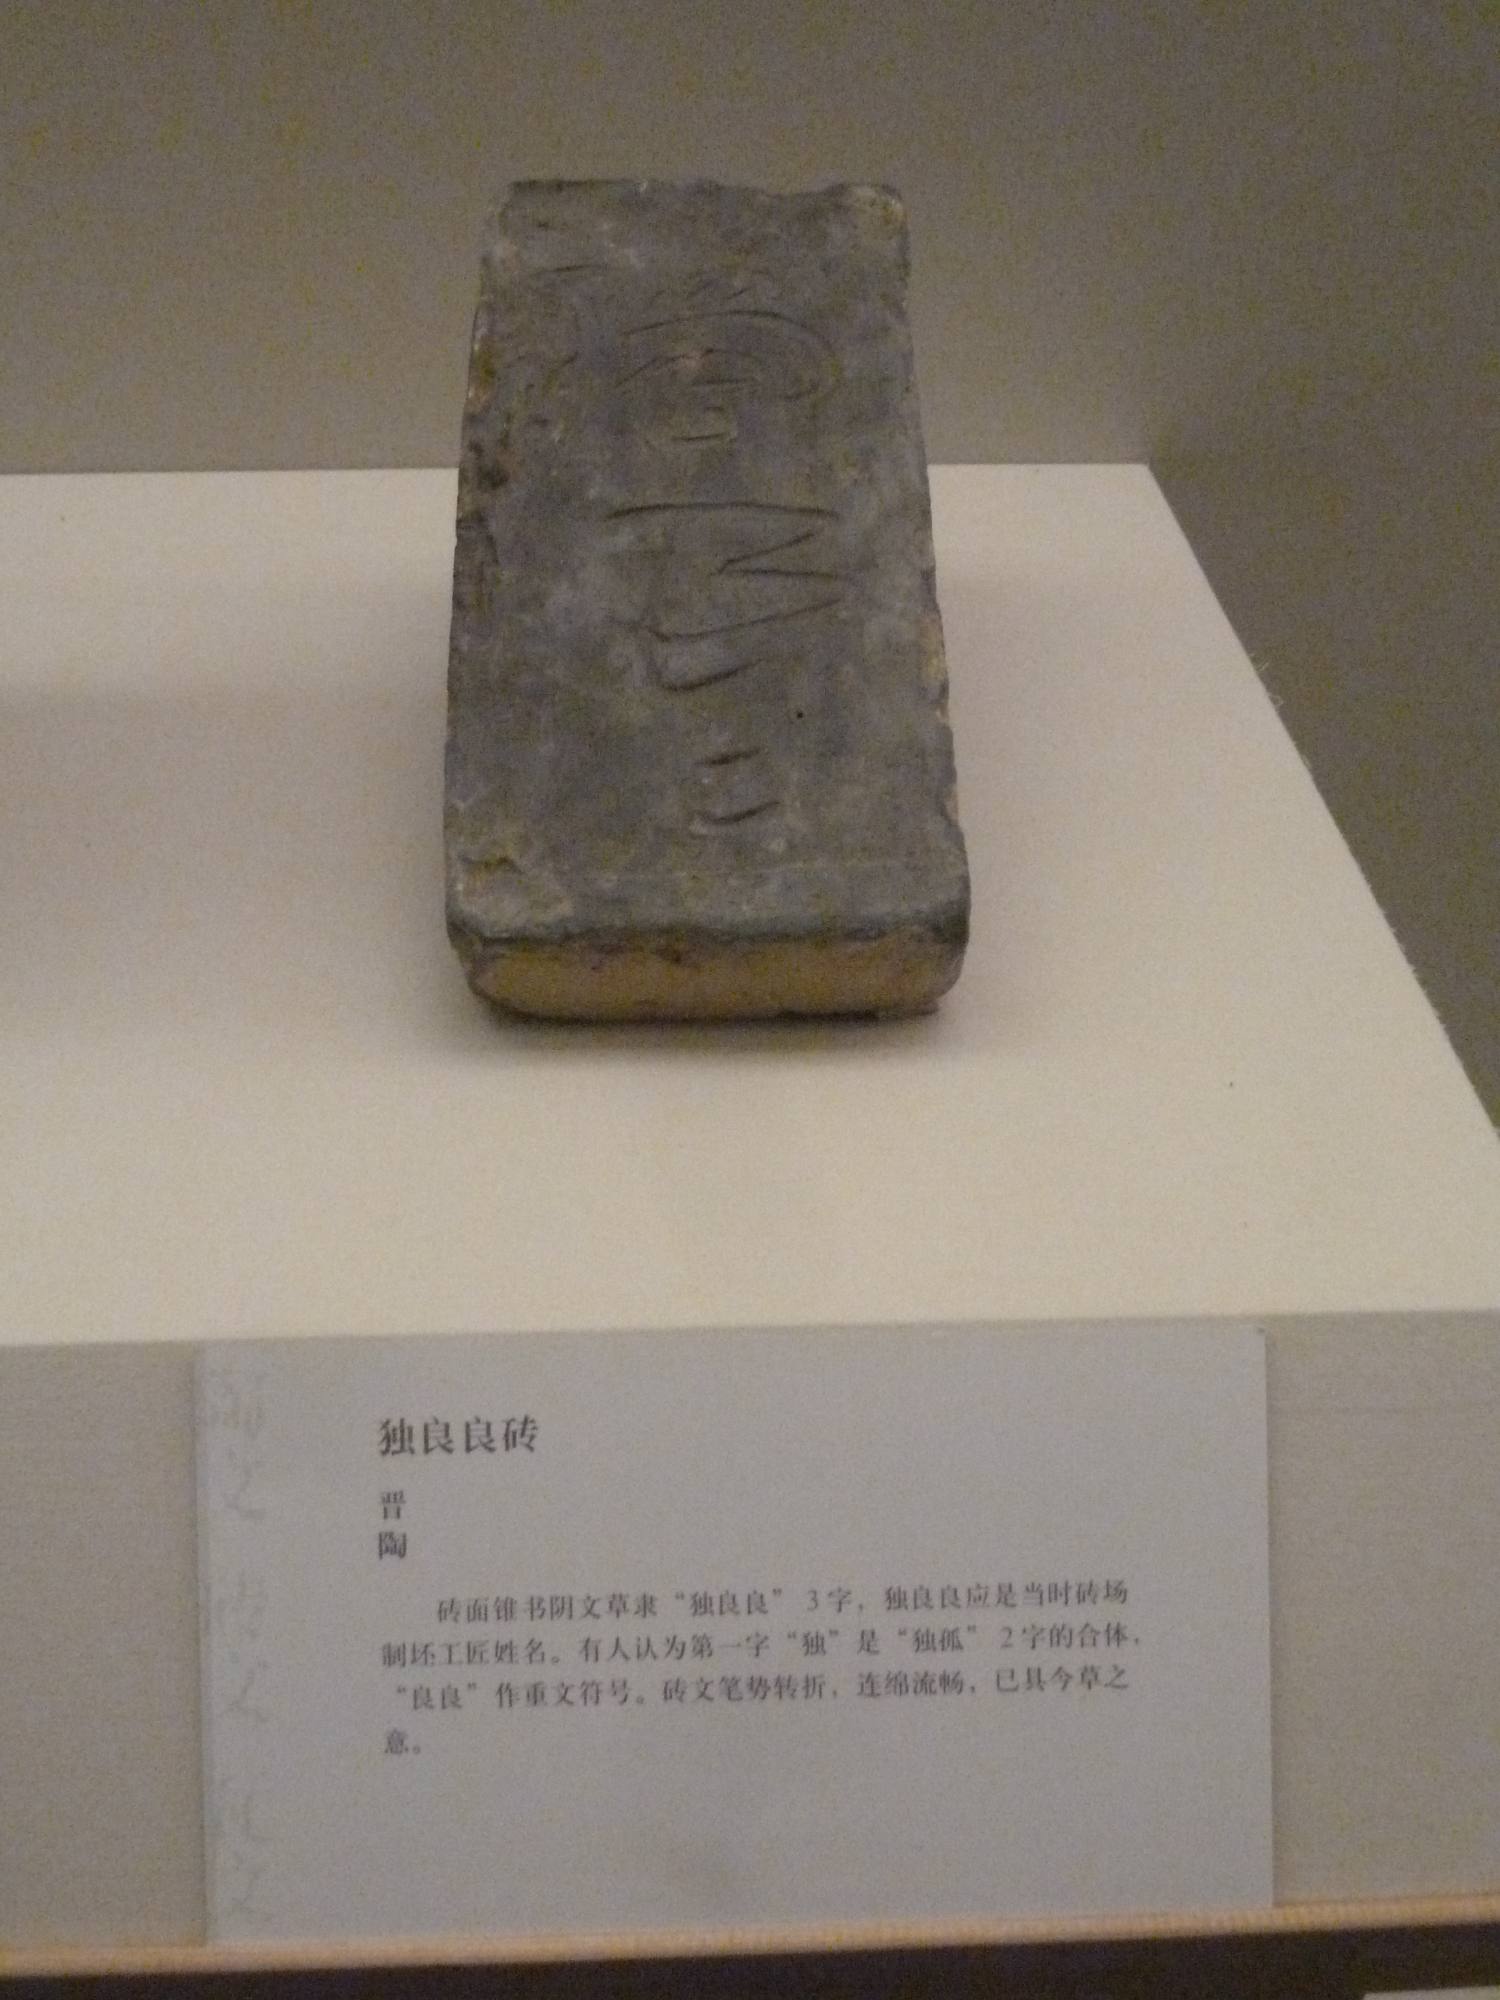 独良良砖
晋
陶
砖面锥书阴文草隶“独良良”3字，独良良应是当时砖场
制坯工匠姓名。有人认为第一字“独”是“独孤”2字的合体，
“良良”作重文符号。砖文笔势转折，连绵流畅，已具今草之
意。